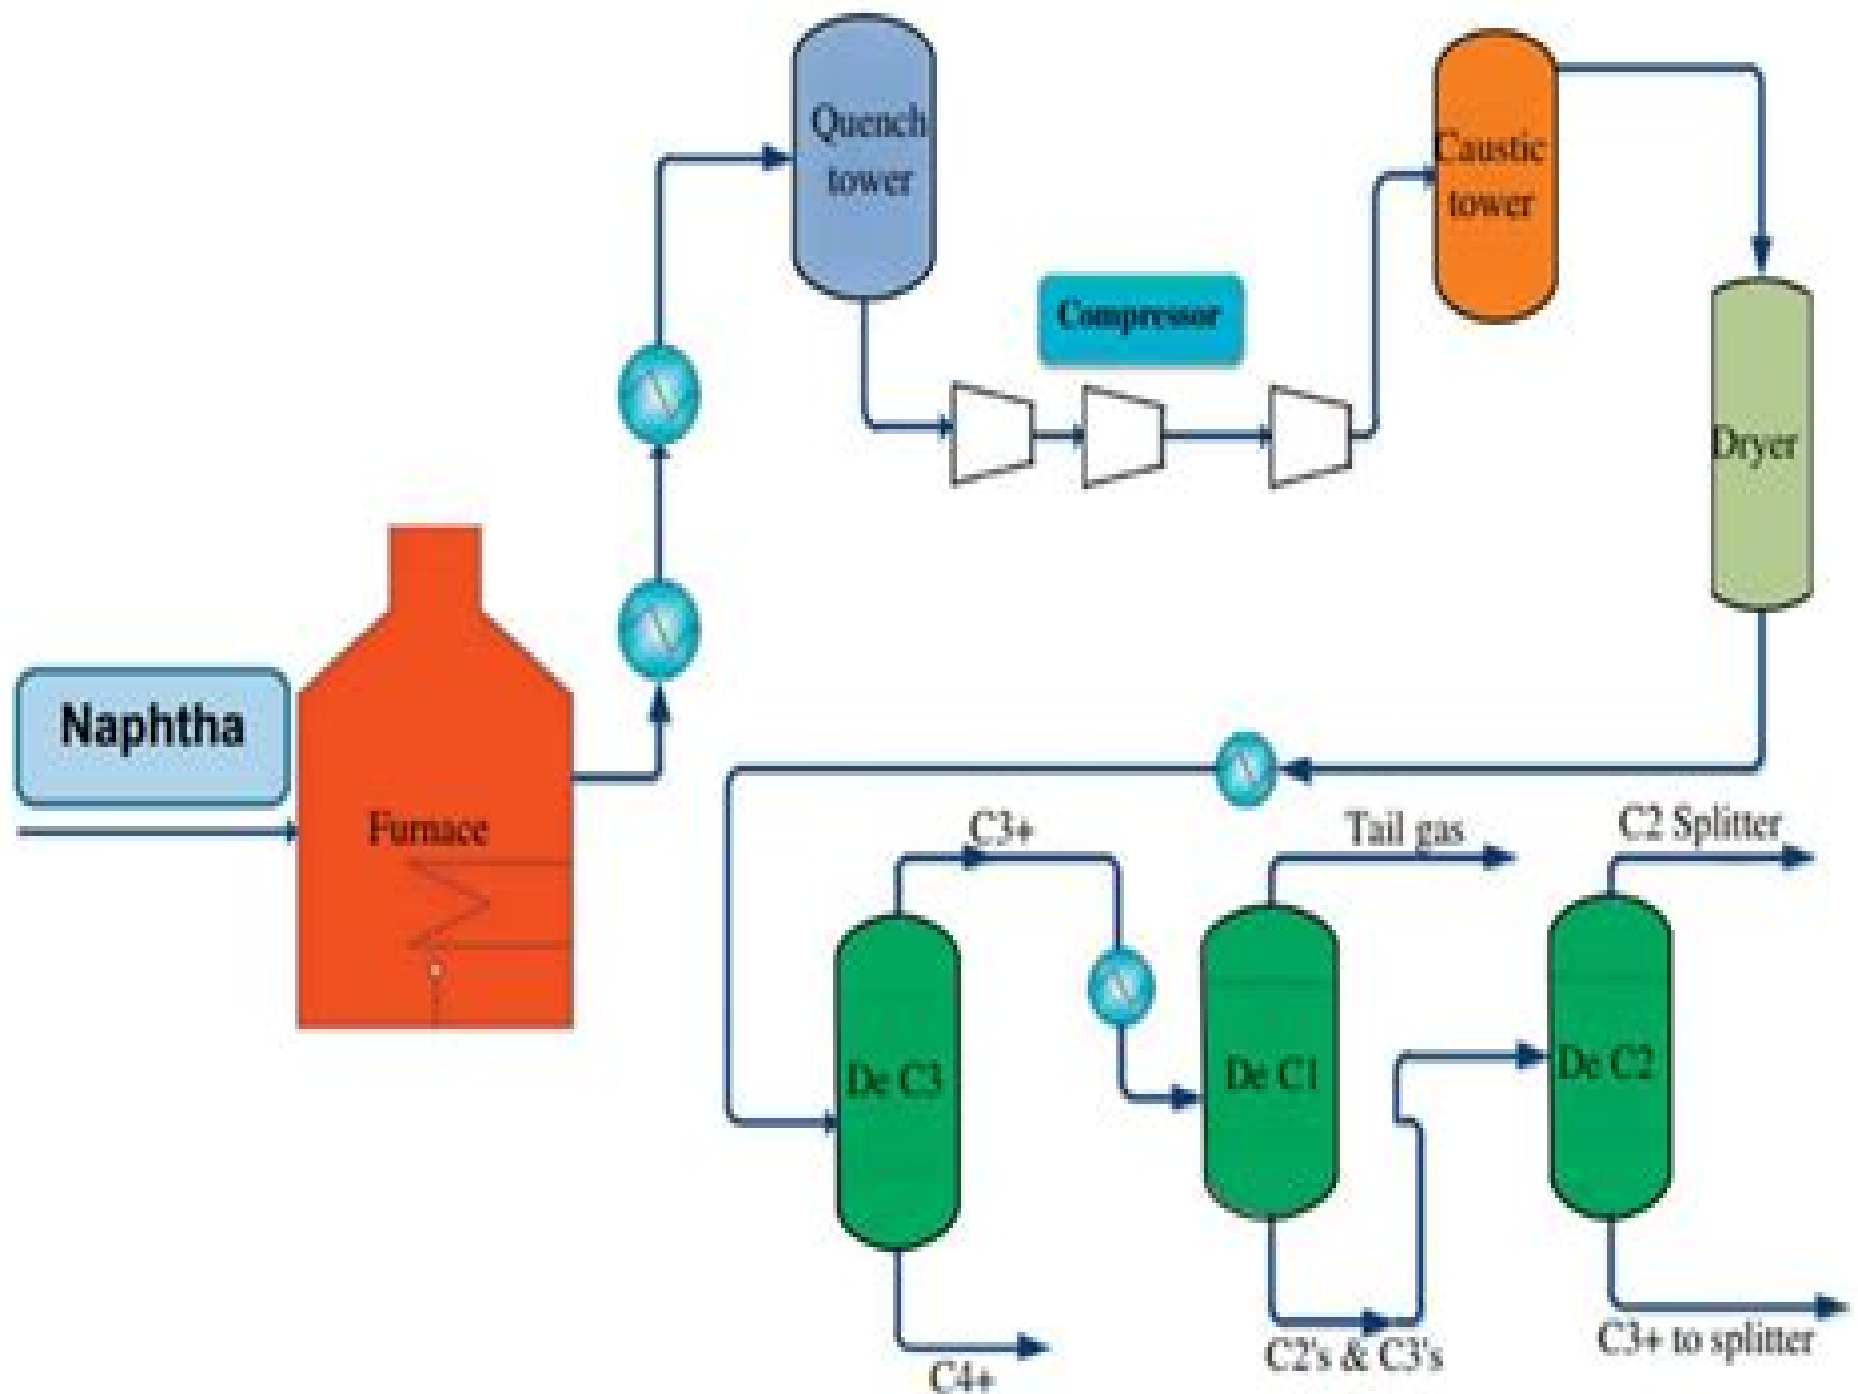 Quench
tower
Caustic
tower
Compressor
Dryer
Naphtha
Furnace
C3+
Tail gas
C2 Splitter
De C3
De C1
De C2
C4+
C2's & C3's
C3+ to splitter